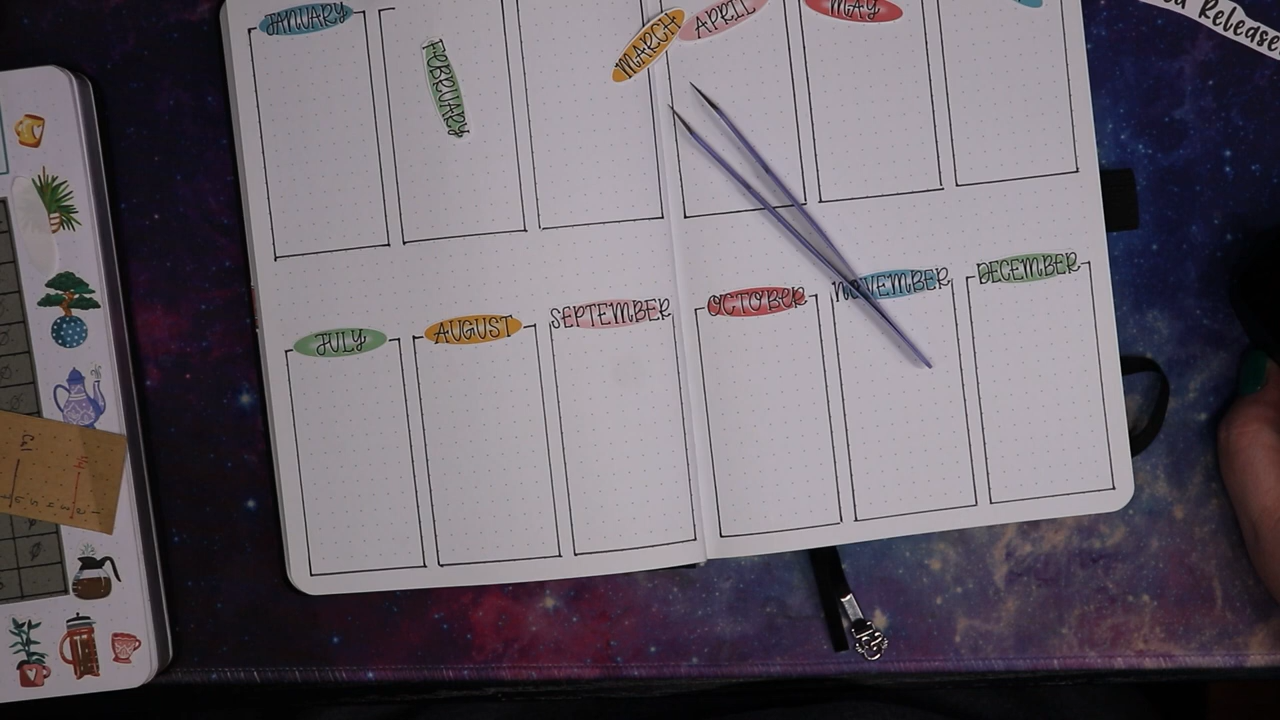 JANUARY
FEBRUARY
MARCH
APRIL
MAY
Release
JULY
AUGUST
SEPTEMBER
OCTOBER
NOVEMBER
DECEMBER